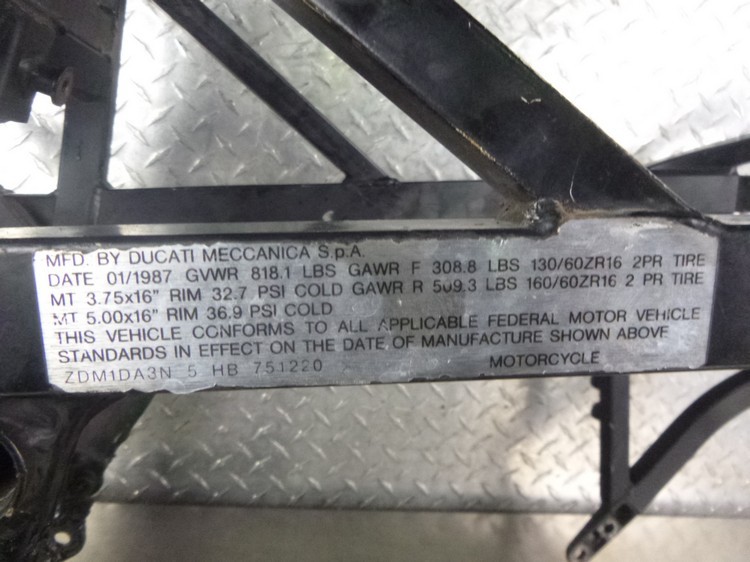 MFD. BY DUCATI MECCANICA S.p.A.
DATE 01/1987 GVWR 818.1 LBS GAWR F 308.8 LBS 130/60ZR16 2PR TIRE
MT 3.75x16" RIM 32.7 PSI COLD GAWR R 509.3 LBS 160/60ZR16 2 PR TIRE
MT 5.00x16" RIM 36.9 PSI COLD
THIS VEHICLE CONFORMS TO ALL APPLICABLE FEDERAL MOTOR VEHICLE
STANDARDS IN EFFECT ON THE DATE OF MANUFACTURE SHOWN ABOVE
ZDM1DA3N 5 HB 751220 MOTORCYCLE